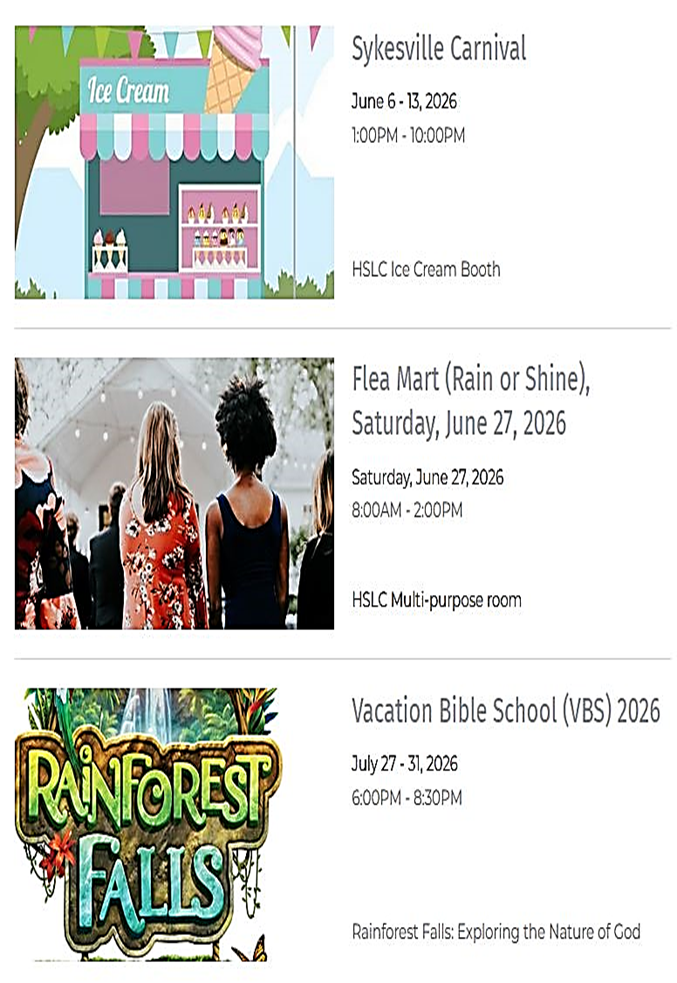 Ice Cream
Sykesville Carnival
June 6 - 13, 2026
1:00PM - 10:00PM
HSLC Ice Cream Booth
Flea Mart (Rain or Shine),
Saturday, June 27, 2026
Saturday, June 27, 2026
8:00AM - 2:00PM
HSLC Multi-purpose room
RAINFOREST
FALLS
Vacation Bible School (VBS) 2026
July 27 - 31, 2026
6:00PM - 8:30PM
Rainforest Falls: Exploring the Nature of God